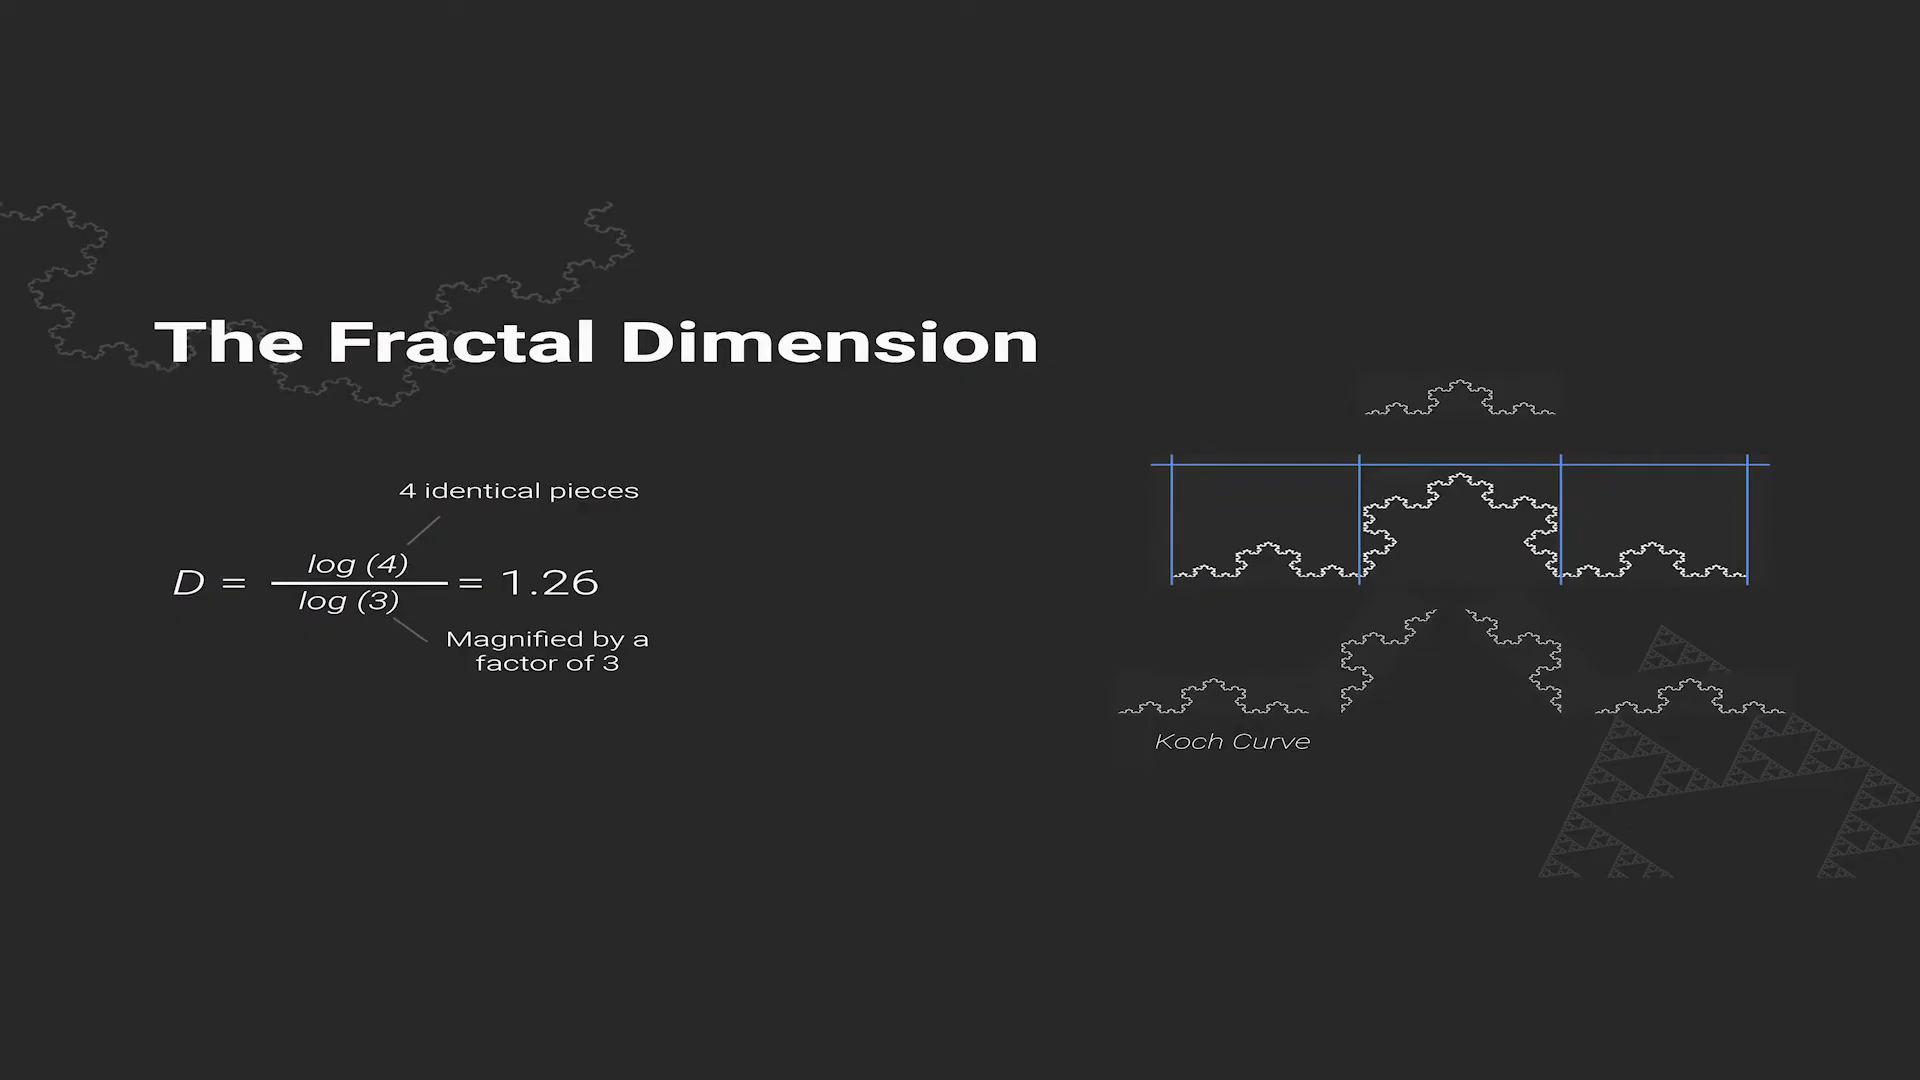 The Fractal Dimension
4 identical pieces
D = log (4) / log (3) = 1.26
Magnified by a
factor of 3
Koch Curve